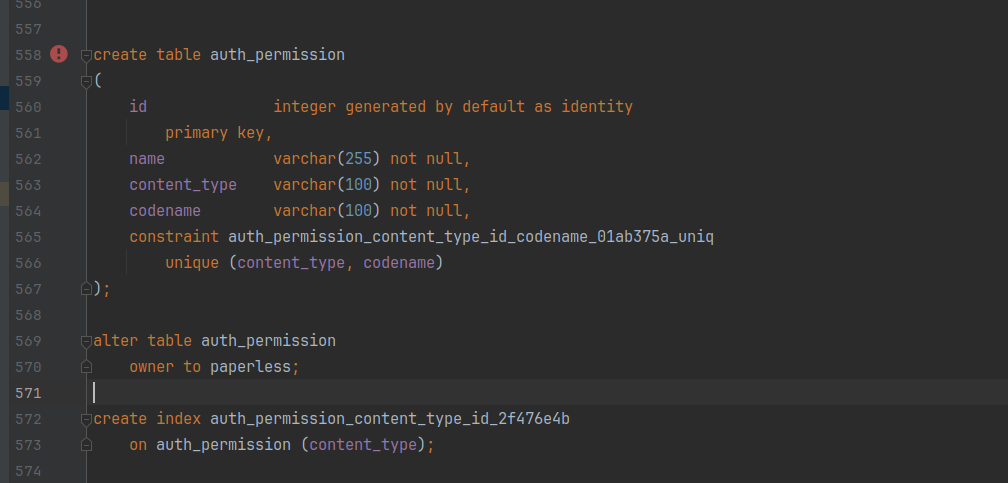 556
557
558 create table auth_permission
559 (
560     id              integer generated by default as identity
561         primary key,
562     name            varchar(255) not null,
563     content_type    varchar(100) not null,
564     codename        varchar(100) not null,
565     constraint auth_permission_content_type_id_codename_01ab375a_uniq
566         unique (content_type, codename)
567 );
568
569 alter table auth_permission
570     owner to paperless;
571
572 create index auth_permission_content_type_id_2f476e4b
573     on auth_permission (content_type);
574